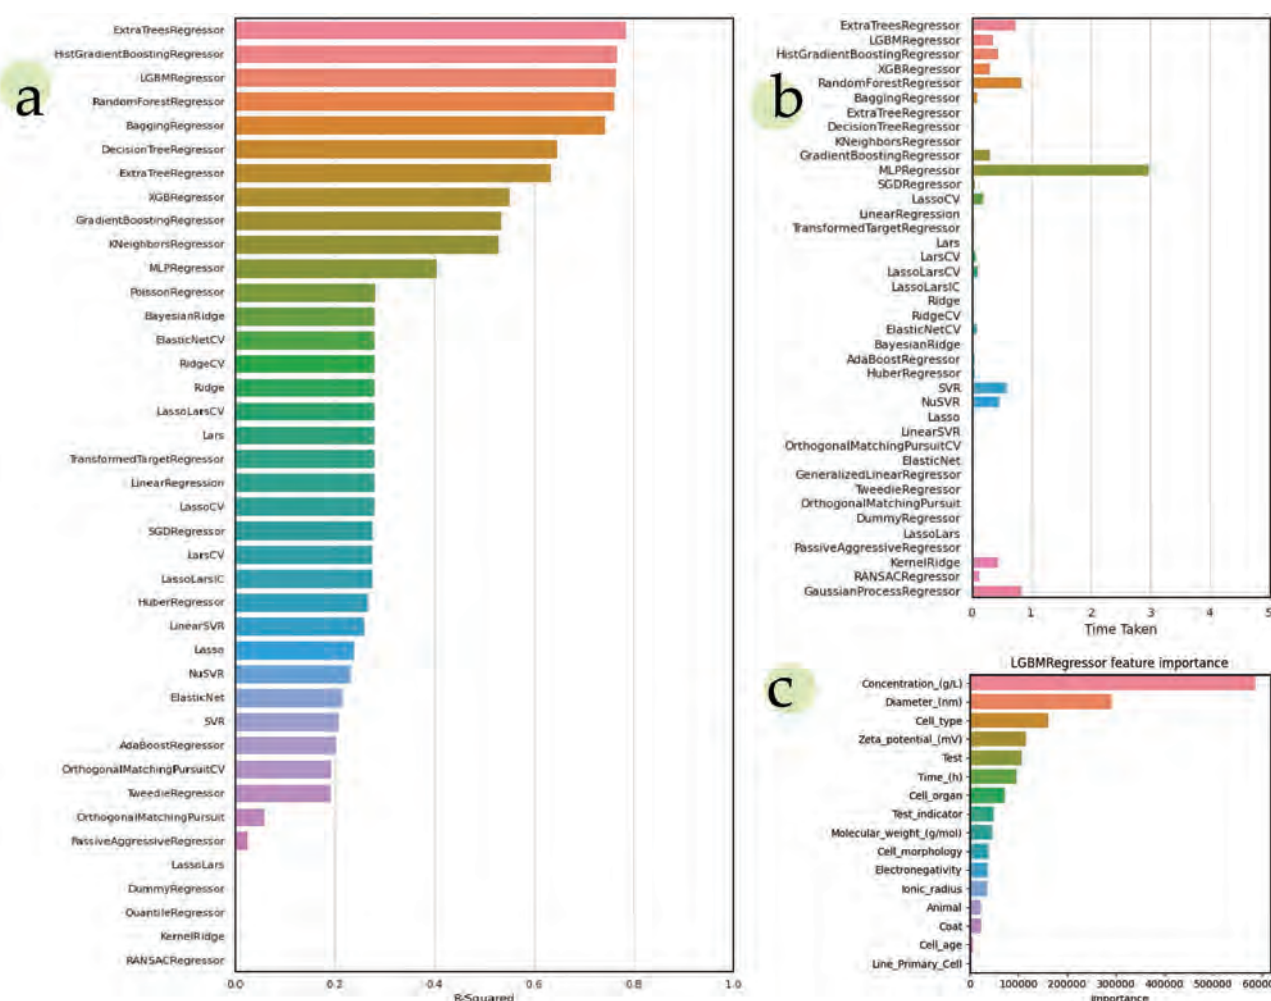 a
ExtraTreesRegressor
HistGradientBoostingRegressor
LGBMRegressor
RandomForestRegressor
BaggingRegressor
DecisionTreeRegressor
ExtraTreeRegressor
XGBRegressor
GradientBoostingRegressor
KNeighborsRegressor
MLPRegressor
PoissonRegressor
BayesianRidge
ElasticNetCV
RidgeCV
Ridge
LassoLarsCV
Lars
TransformedTargetRegressor
LinearRegression
LassoCV
SGDRegressor
LarsCV
LassoLarsIC
HuberRegressor
LinearSVR
Lasso
NuSVR
ElasticNet
SVR
AdaBoostRegressor
OrthogonalMatchingPursuitCV
TweedieRegressor
OrthogonalMatchingPursuit
PassiveAggressiveRegressor
LassoLars
DummyRegressor
QuantileRegressor
KernelRidge
RANSACRegressor
0.0 0.2 0.4 0.6 0.8 1.0
R-Squared
b
ExtraTreesRegressor
LGBMRegressor
HistGradientBoostingRegressor
XGBRegressor
RandomForestRegressor
BaggingRegressor
ExtraTreeRegressor
DecisionTreeRegressor
KNeighborsRegressor
GradientBoostingRegressor
MLPRegressor
SGDRegressor
LassoCV
LinearRegression
TransformedTargetRegressor
Lars
LarsCV
LassoLarsCV
LassoLarsIC
Ridge
RidgeCV
ElasticNetCV
BayesianRidge
AdaBoostRegressor
HuberRegressor
SVR
NuSVR
Lasso
LinearSVR
OrthogonalMatchingPursuitCV
ElasticNet
GeneralizedLinearRegressor
TweedieRegressor
OrthogonalMatchingPursuit
DummyRegressor
LassoLars
PassiveAggressiveRegressor
KernelRidge
RANSACRegressor
GaussianProcessRegressor
0 1 2 3 4 5
Time Taken
c
LGBMRegressor feature importance
Concentration_(g/L)
Diameter_(nm)
Cell_type
Zeta_potential_(mV)
Test
Time_(h)
Cell_organ
Test_indicator
Molecular_weight_(g/mol)
Cell_morphology
Electronegativity
Ionic_radius
Animal
Coat
Cell_age
Line_Primary_Cell
0 100000 200000 300000 400000 500000
Importance